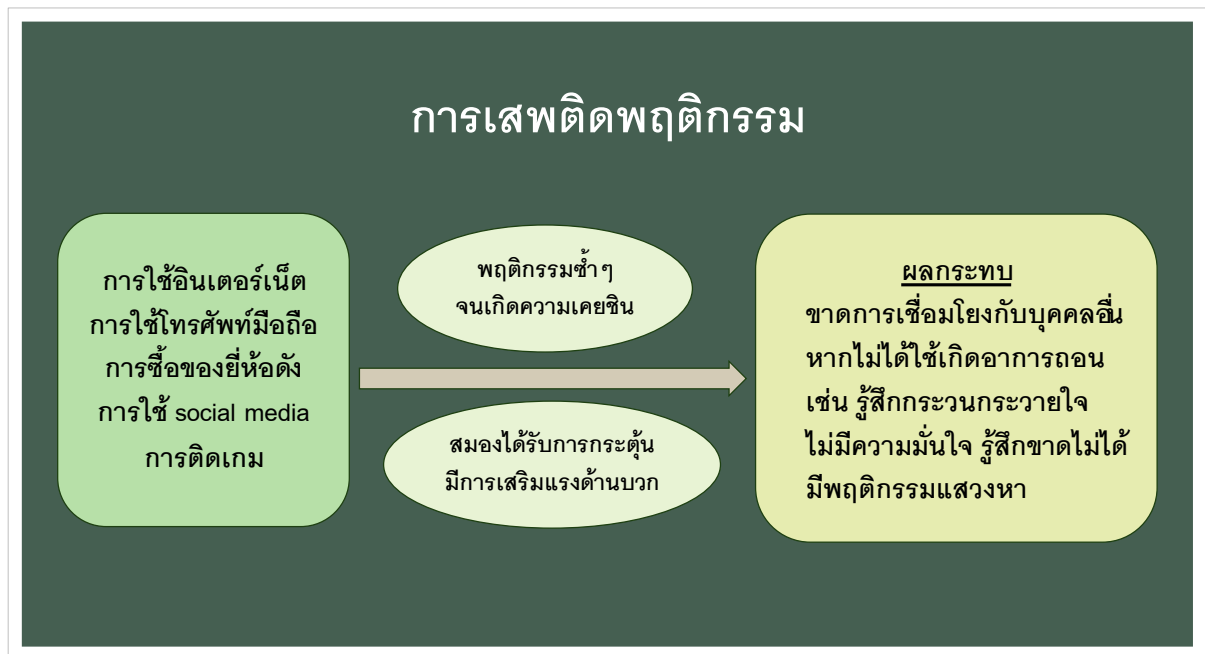 การเสพติดพฤติกรรม
การใช้อินเตอร์เน็ต
การใช้โทรศัพท์มือถือ
การซื้อของยี่ห้อดัง
การใช้ social media
การติดเกม
พฤติกรรมซ้ำๆ
จนเกิดความเคยชิน
สมองได้รับการกระตุ้น
มีการเสริมแรงด้านบวก
ผลกระทบ
ขาดการเชื่อมโยงกับบุคคลอื่น
หากไม่ได้ใช้เกิดอาการถอน
เช่น รู้สึกกระวนกระวายใจ
ไม่มีความมั่นใจ รู้สึกขาดไม่ได้
มีพฤติกรรมแสวงหา